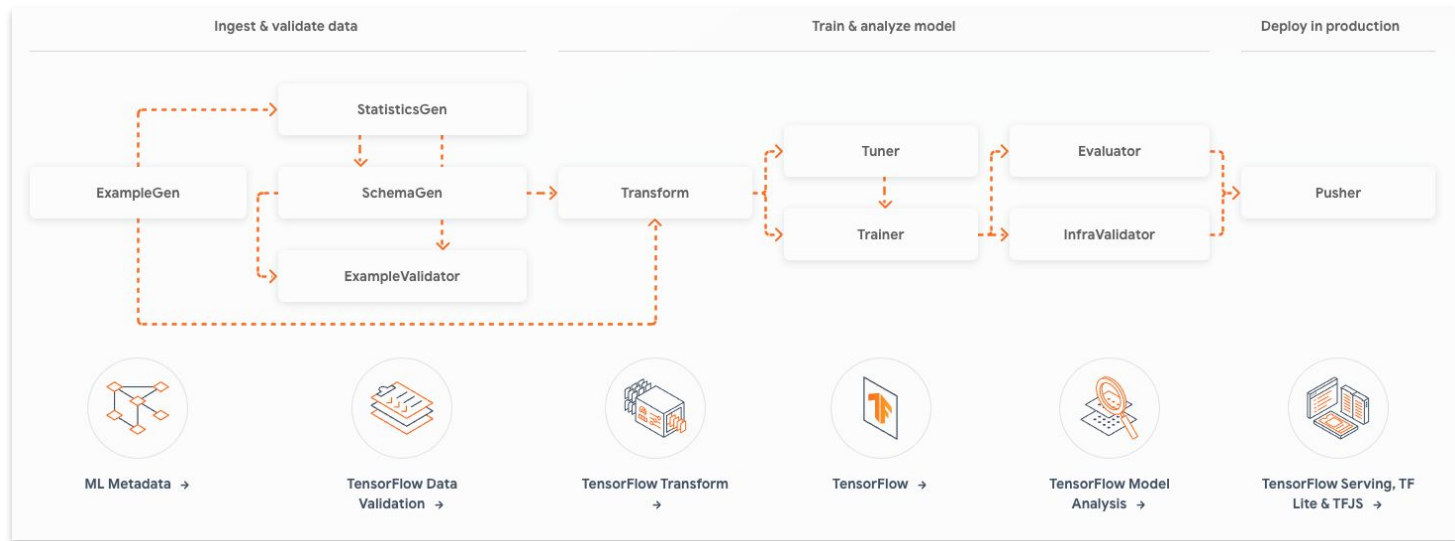 Ingest & validate data
Train & analyze model
Deploy in production
StatisticsGen
ExampleGen
SchemaGen
ExampleValidator
Transform
Tuner
Trainer
Evaluator
InfraValidator
Pusher
ML Metadata →
TensorFlow Data
Validation →
TensorFlow Transform
→
TensorFlow →
TensorFlow Model
Analysis →
TensorFlow Serving, TF
Lite & TFJS →